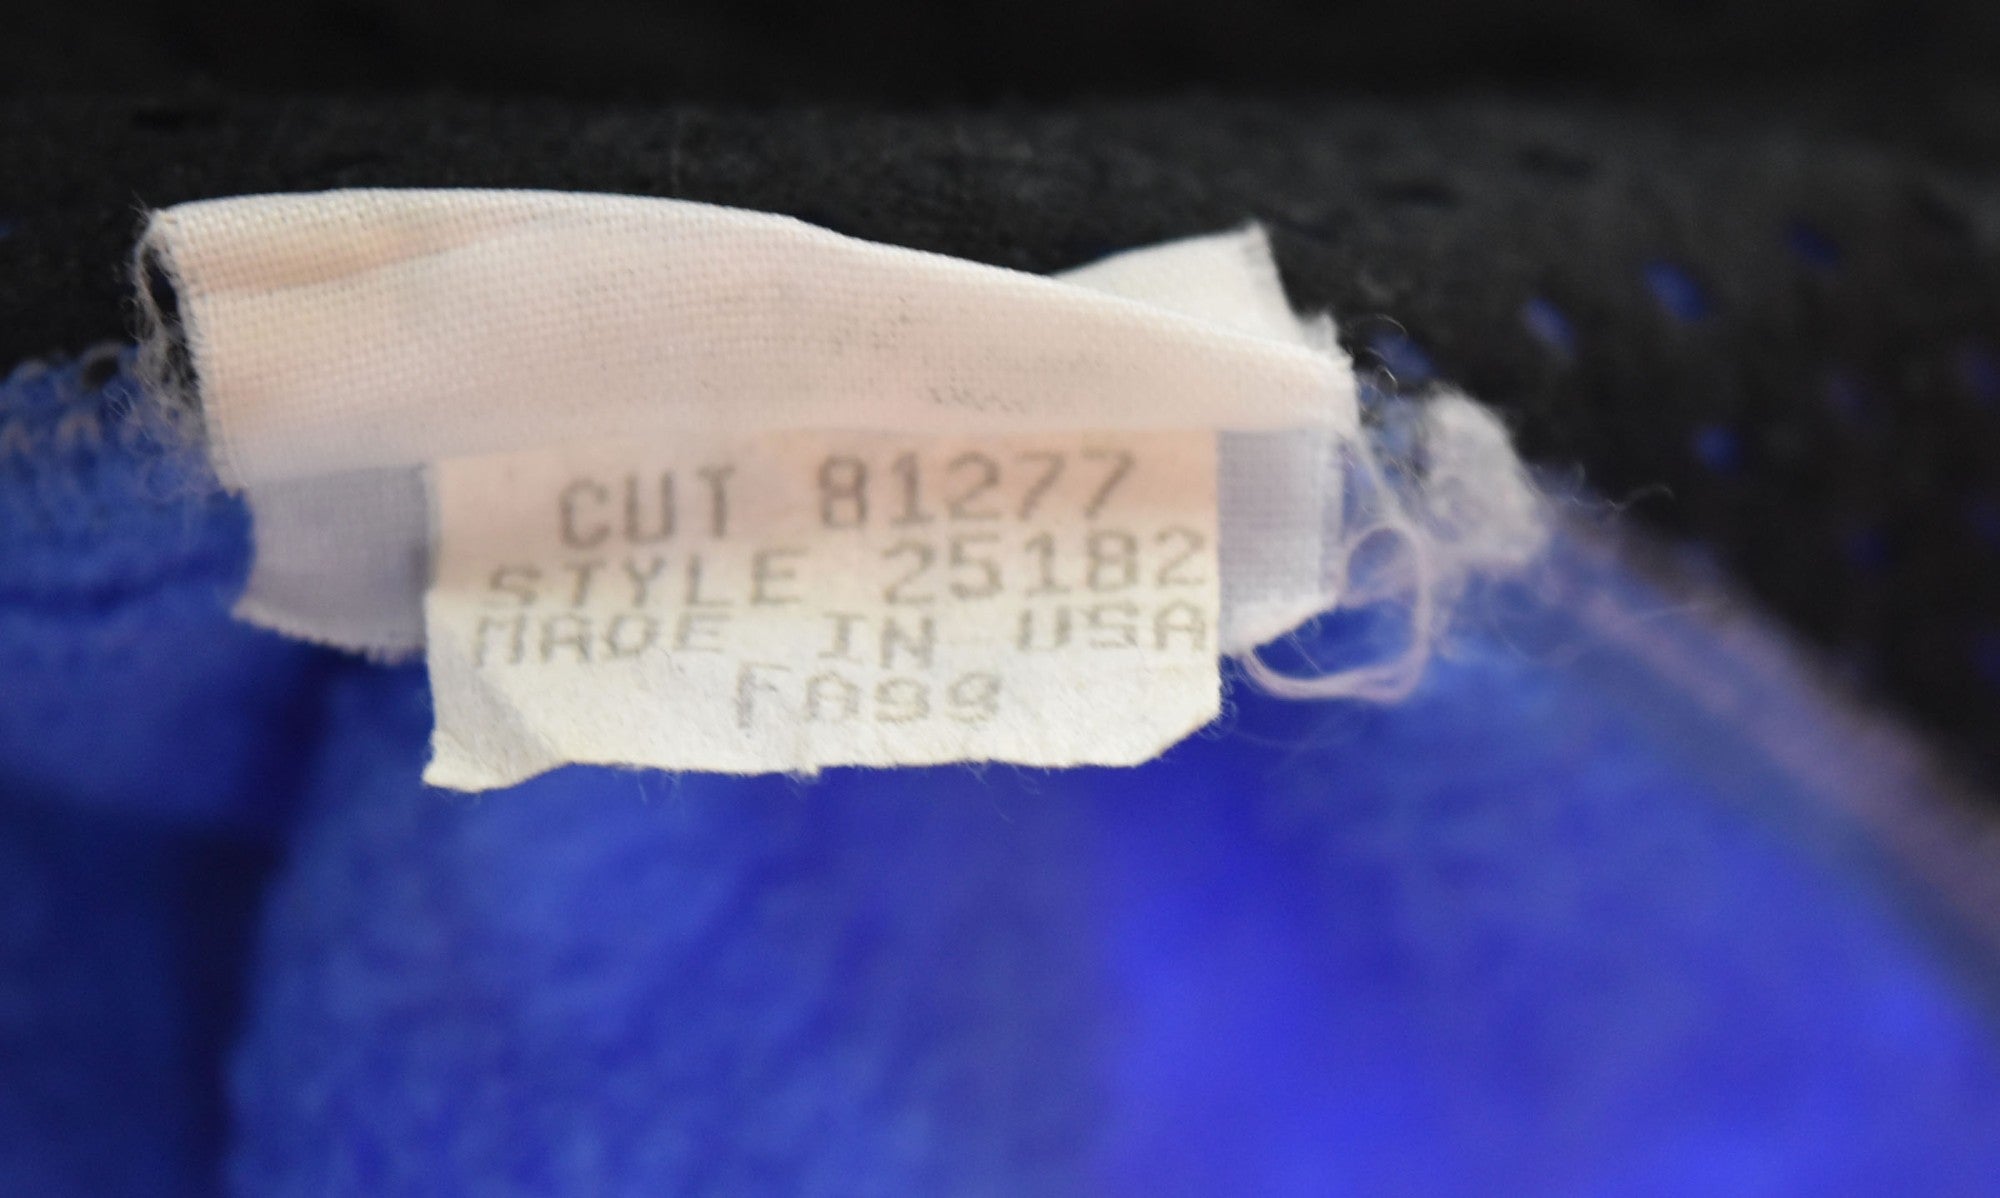 CUT 81277
STYLE 25182
MADE IN USA
FA99